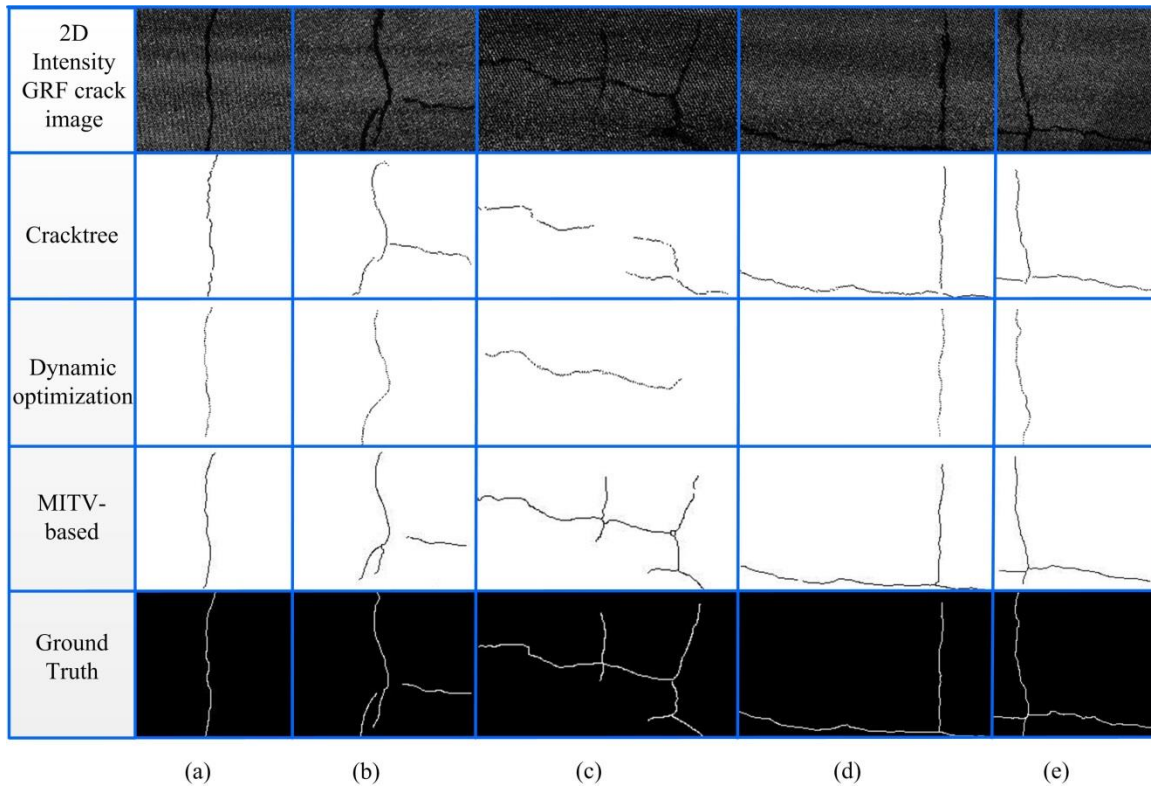 2D
Intensity
GRF crack
image
Cracktree
Dynamic
optimization
MITV-
based
Ground
Truth
(a) (b) (c) (d) (e)